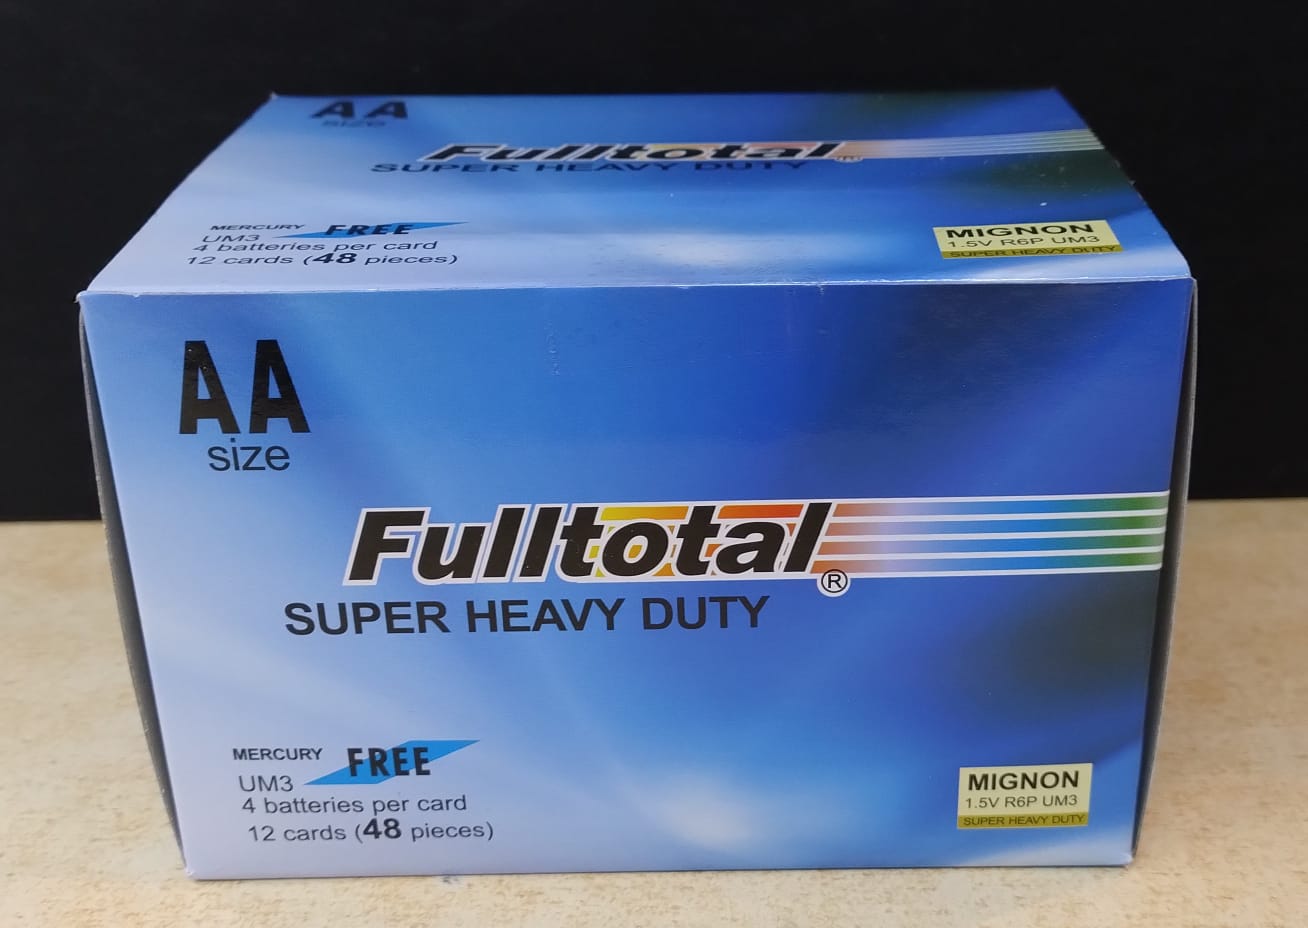 AA
size
Fulltotal
SUPER HEAVY DUTY
MERCURY FREE
UM3
4 batteries per card
12 cards (48 pieces)
MIGNON
1.5V R6P UM3
SUPER HEAVY DUTY
AA
size
Fulltotal®
SUPER HEAVY DUTY
MERCURY FREE
UM3
4 batteries per card
12 cards (48 pieces)
MIGNON
1.5V R6P UM3
SUPER HEAVY DUTY